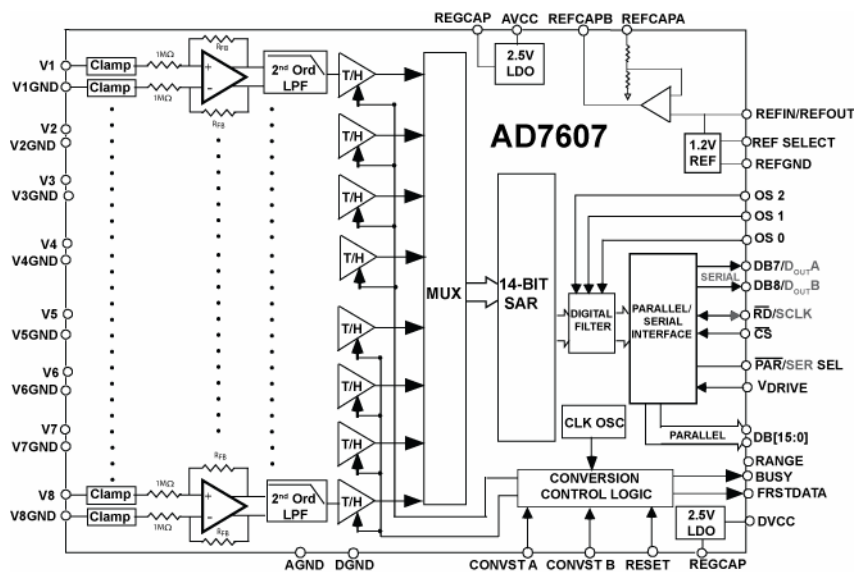 REGCAP AVCC REFCAPB REFCAPA
V1 Clamp 1MΩ RFB
2nd Ord LPF
T/H
2.5V LDO
V1GND Clamp 1MΩ RFB
AD7607
REFIN/REFOUT
1.2V REF
REF SELECT
REFGND
V2
V2GND
T/H
V3
V3GND
T/H
OS 2
OS 1
OS 0
V4
V4GND
T/H
MUX
14-BIT SAR
DIGITAL FILTER
PARALLEL/ SERIAL INTERFACE
SERIAL
DB7/DOUTA
DB8/DOUTB
RD/SCLK
CS
PAR/SER SEL
VDRIVE
V5
V5GND
T/H
V6
V6GND
T/H
V7
V7GND
T/H
CLK OSC
PARALLEL
DB[15:0]
RANGE
V8 Clamp 1MΩ RFB
2nd Ord LPF
T/H
V8GND Clamp 1MΩ RFB
CONVERSION CONTROL LOGIC
BUSY
FRSTDATA
2.5V LDO
DVCC
AGND DGND CONVST A CONVST B RESET REGCAP